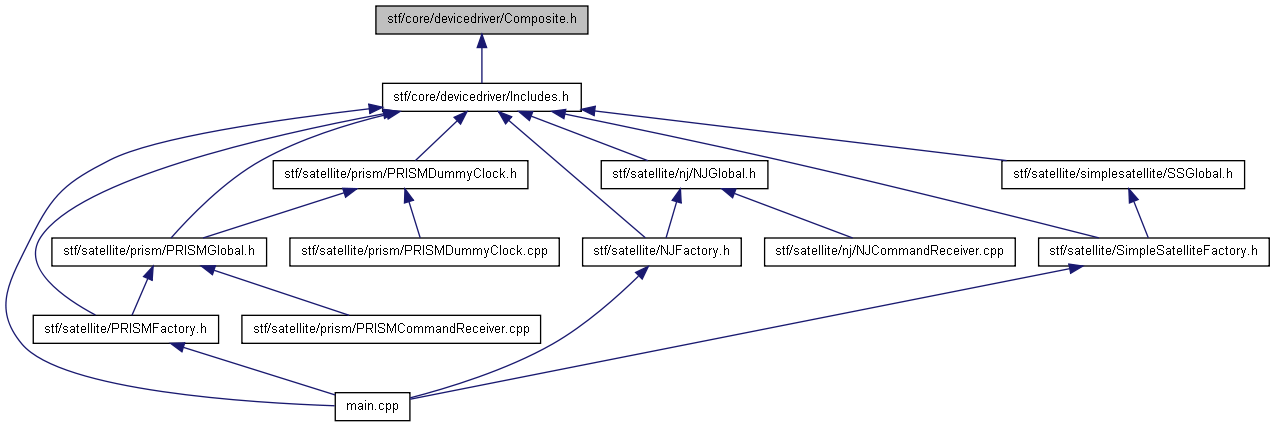 stf/core/devicedriver/Composite.h
stf/core/devicedriver/Includes.h
stf/satellite/prism/PRISMDummyClock.h
stf/satellite/nj/NJGlobal.h
stf/satellite/simplesatellite/SSGlobal.h
stf/satellite/prism/PRISMGlobal.h
stf/satellite/prism/PRISMDummyClock.cpp
stf/satellite/NJFactory.h
stf/satellite/nj/NJCommandReceiver.cpp
stf/satellite/SimpleSatelliteFactory.h
stf/satellite/PRISMFactory.h
stf/satellite/prism/PRISMCommandReceiver.cpp
main.cpp